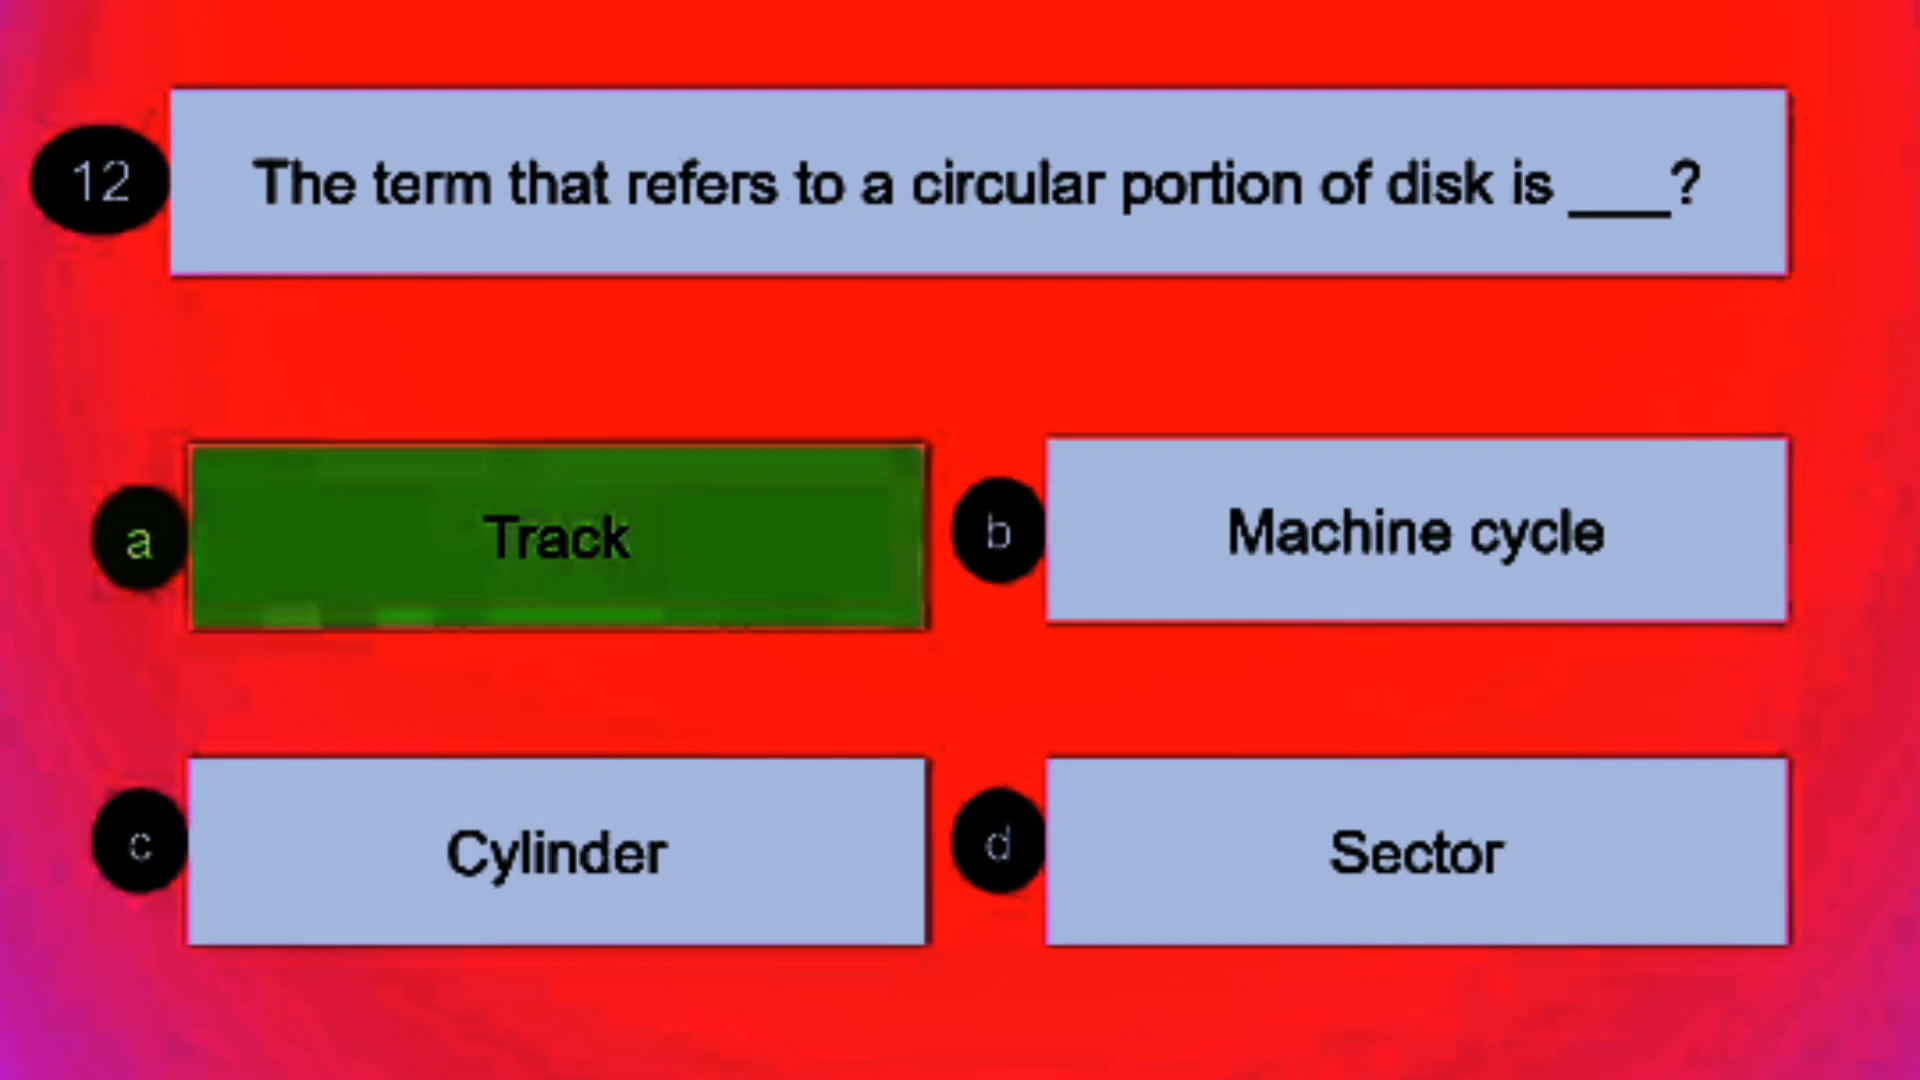 12
The term that refers to a circular portion of disk is ___?
a
Track
b
Machine cycle
c
Cylinder
d
Sector